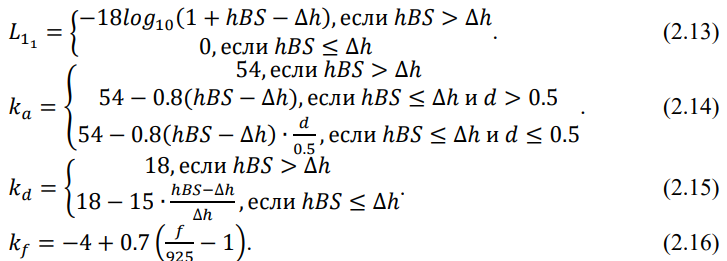 L₁₁ = { −18log₁₀(1 + hBS − Δh), если hBS > Δh
0, если hBS ≤ Δh . (2.13)
kₐ = { 54, если hBS > Δh
54 − 0.8(hBS − Δh), если hBS ≤ Δh и d > 0.5 . (2.14)
54 − 0.8(hBS − Δh) · d/0.5, если hBS ≤ Δh и d ≤ 0.5
k_d = { 18, если hBS > Δh
18 − 15 · (hBS−Δh)/Δh, если hBS ≤ Δh . (2.15)
k_f = −4 + 0.7 (f/925 − 1). (2.16)